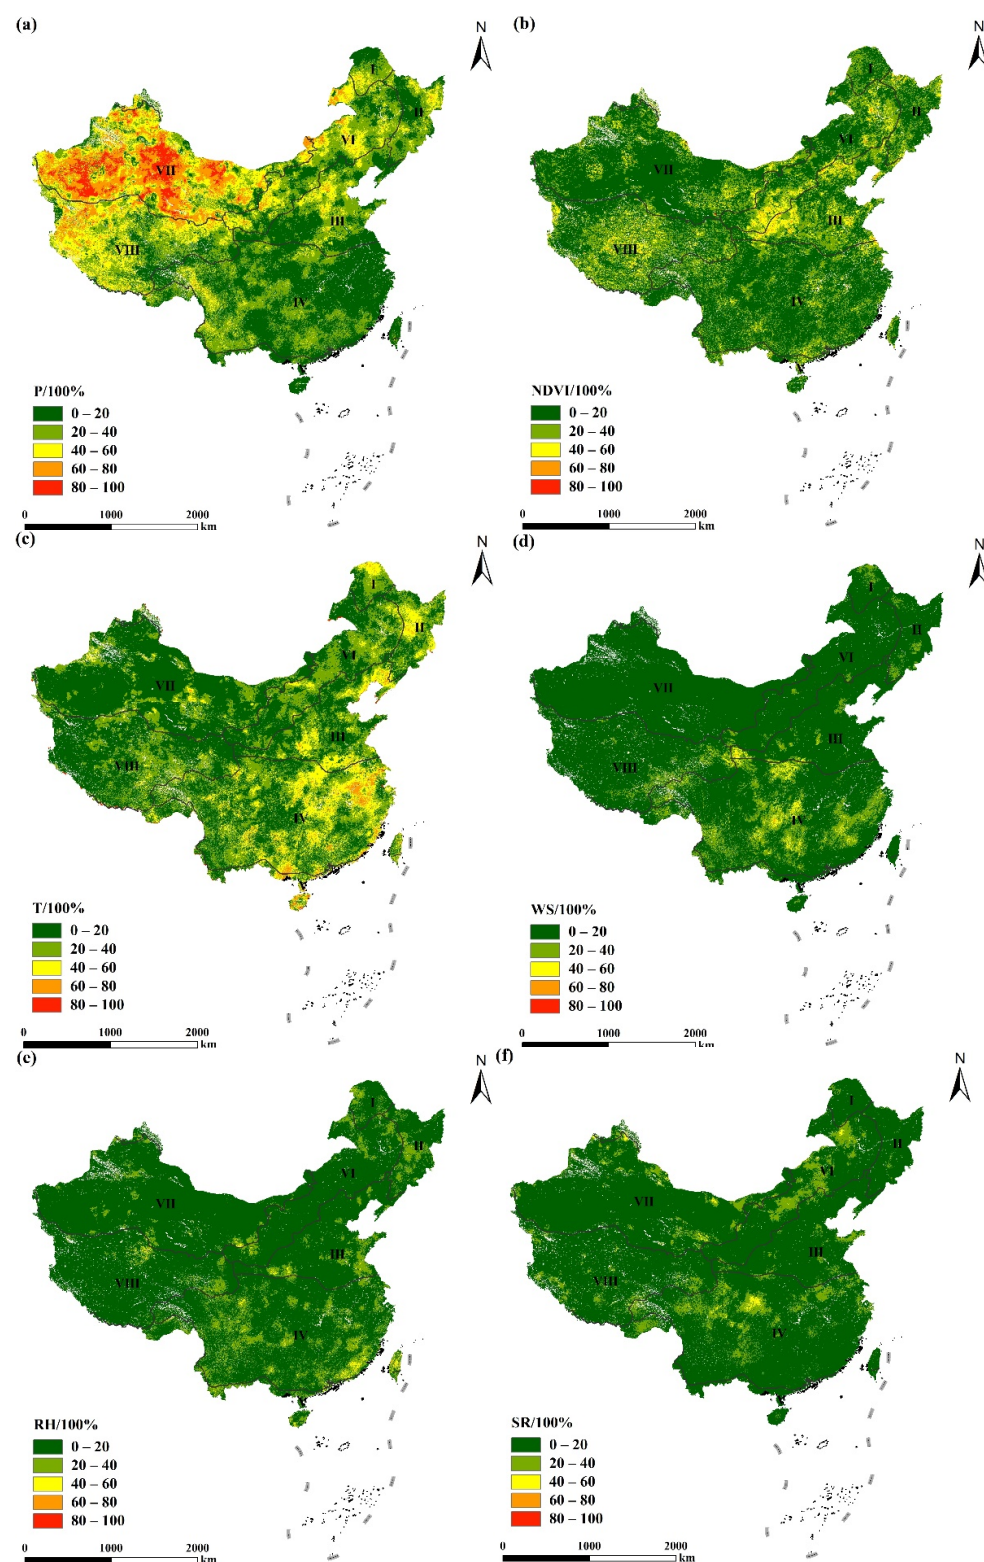 (a)
N
I
II
VI
VII
III
VIII
IV
P/100%
0 – 20
20 – 40
40 – 60
60 – 80
80 – 100
0 1000 2000
km
(b)
N
I
II
VI
VII
III
VIII
IV
V
NDVI/100%
0 – 20
20 – 40
40 – 60
60 – 80
80 – 100
0 1000 2000
km
(c)
N
I
II
VI
VII
III
VIII
IV
T/100%
0 – 20
20 – 40
40 – 60
60 – 80
80 – 100
0 1000 2000
km
(d)
N
I
II
VI
VII
III
VIII
IV
WS/100%
0 – 20
20 – 40
40 – 60
60 – 80
80 – 100
0 1000 2000
km
(e)
N
I
II
VI
VII
III
VIII
IV
RH/100%
0 – 20
20 – 40
40 – 60
60 – 80
80 – 100
0 1000 2000
km
(f)
N
I
II
VI
VII
III
VIII
IV
SR/100%
0 – 20
20 – 40
40 – 60
60 – 80
80 – 100
0 1000 2000
km